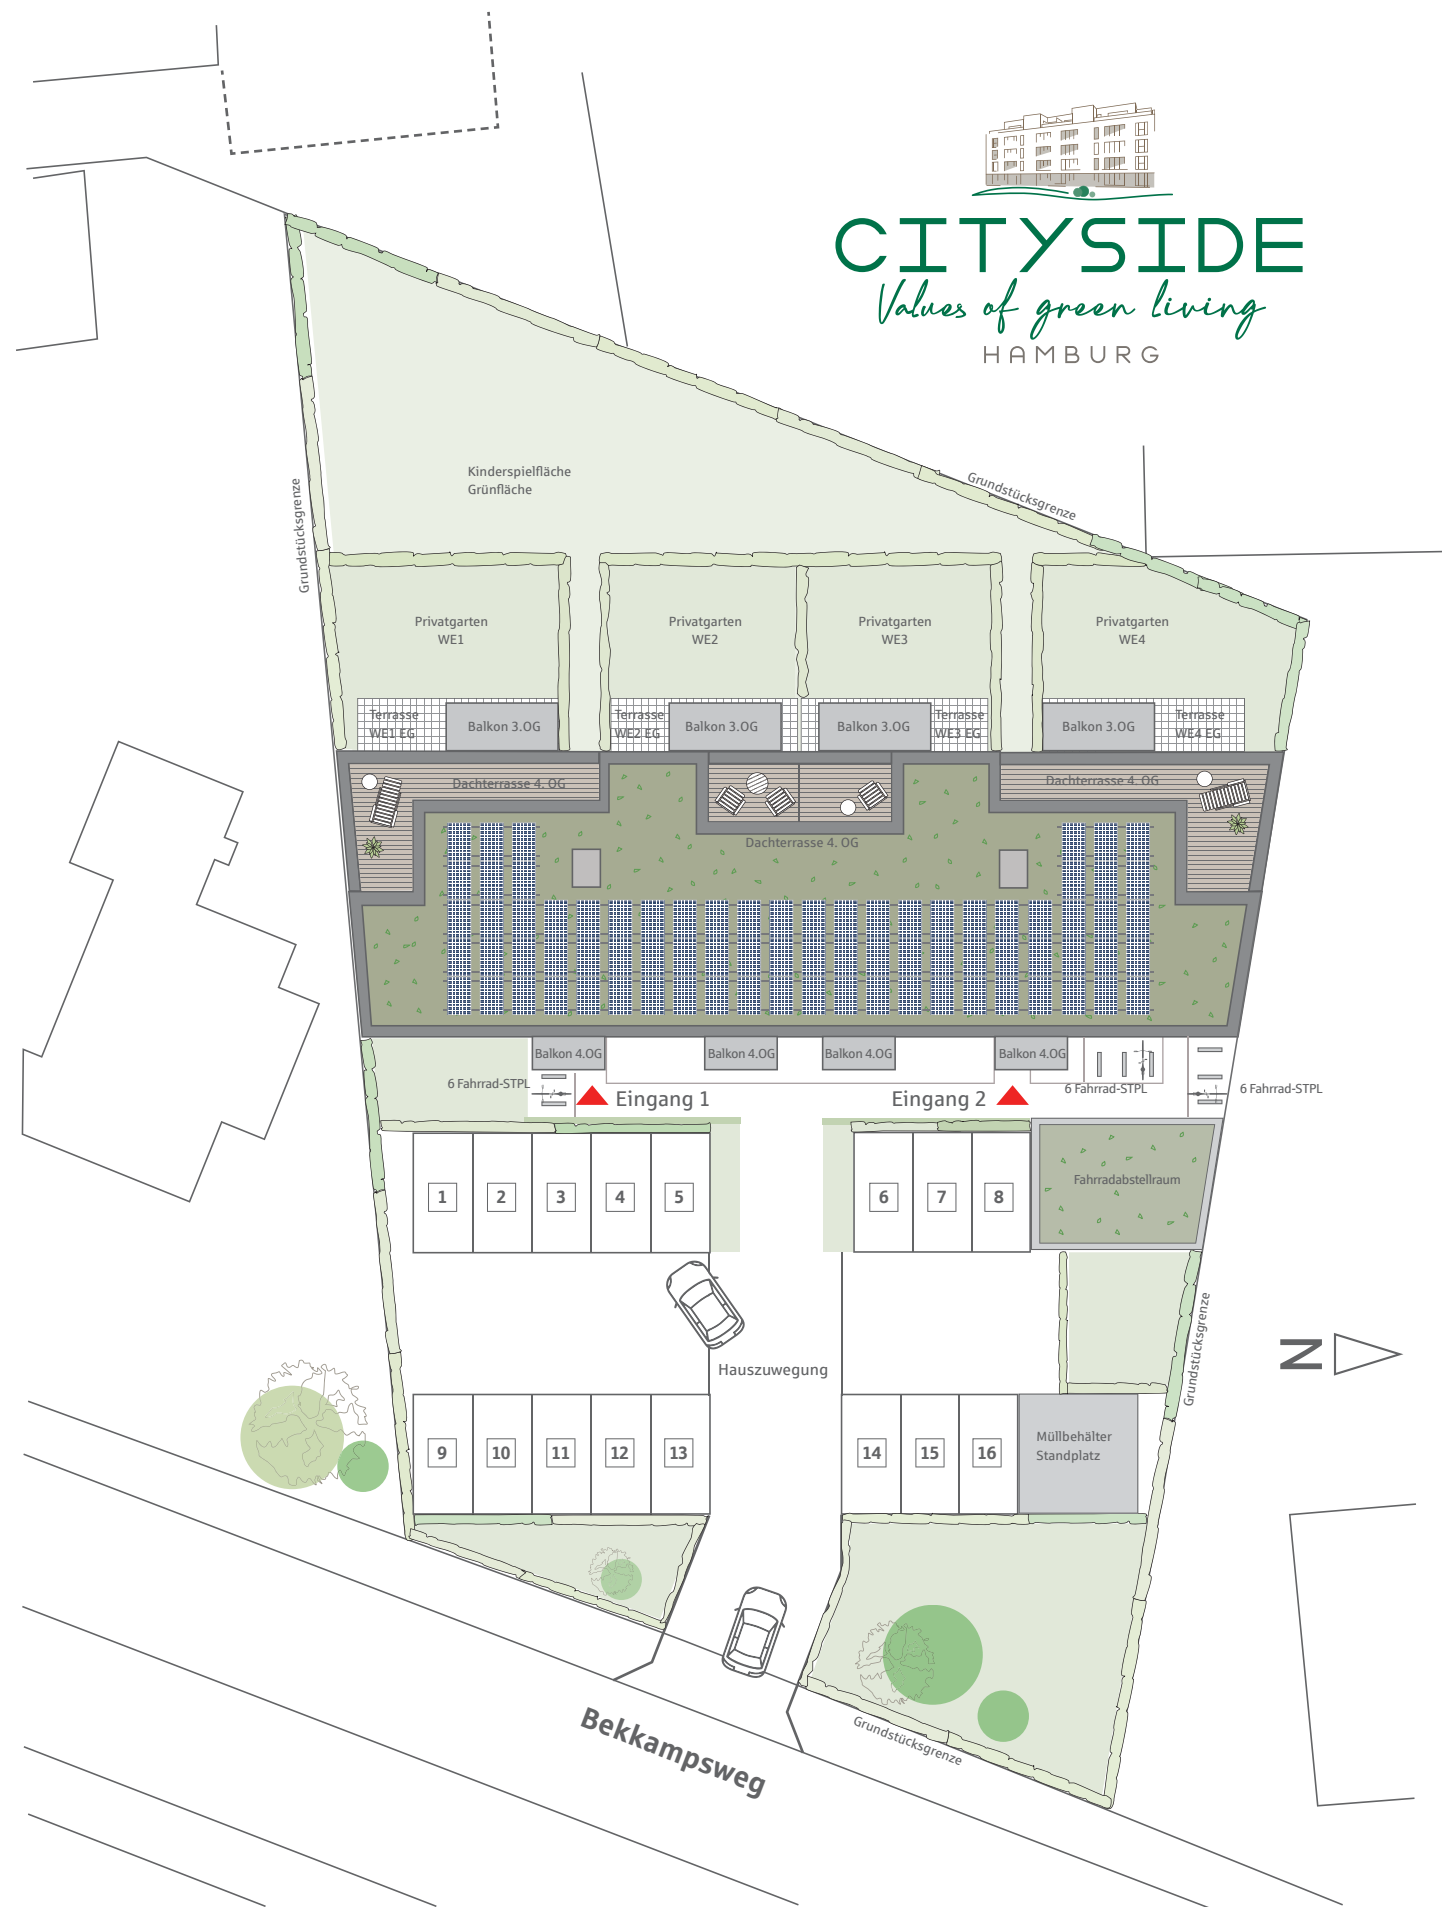 CITYSIDE
Values of green living
HAMBURG
Kinderspielfläche
Grünfläche
Grundstücksgrenze
Grundstücksgrenze
Privatgarten
WE1
Privatgarten
WE2
Privatgarten
WE3
Privatgarten
WE4
Terrasse
WE1 EG
Balkon 3.OG
Terrasse
WE2 EG
Balkon 3.OG
Balkon 3.OG
Terrasse
WE3 EG
Balkon 3.OG
Terrasse
WE4 EG
Dachterrasse 4. OG
Dachterrasse 4. OG
Dachterrasse 4. OG
Balkon 4.OG
Balkon 4.OG
Balkon 4.OG
Balkon 4.OG
6 Fahrrad-STPL
Eingang 1
Eingang 2
6 Fahrrad-STPL
6 Fahrrad-STPL
1
2
3
4
5
6
7
8
Fahrradabstellraum
Grundstücksgrenze
N
Hauszuwegung
9
10
11
12
13
14
15
16
Müllbehälter
Standplatz
Bekkampsweg
Grundstücksgrenze